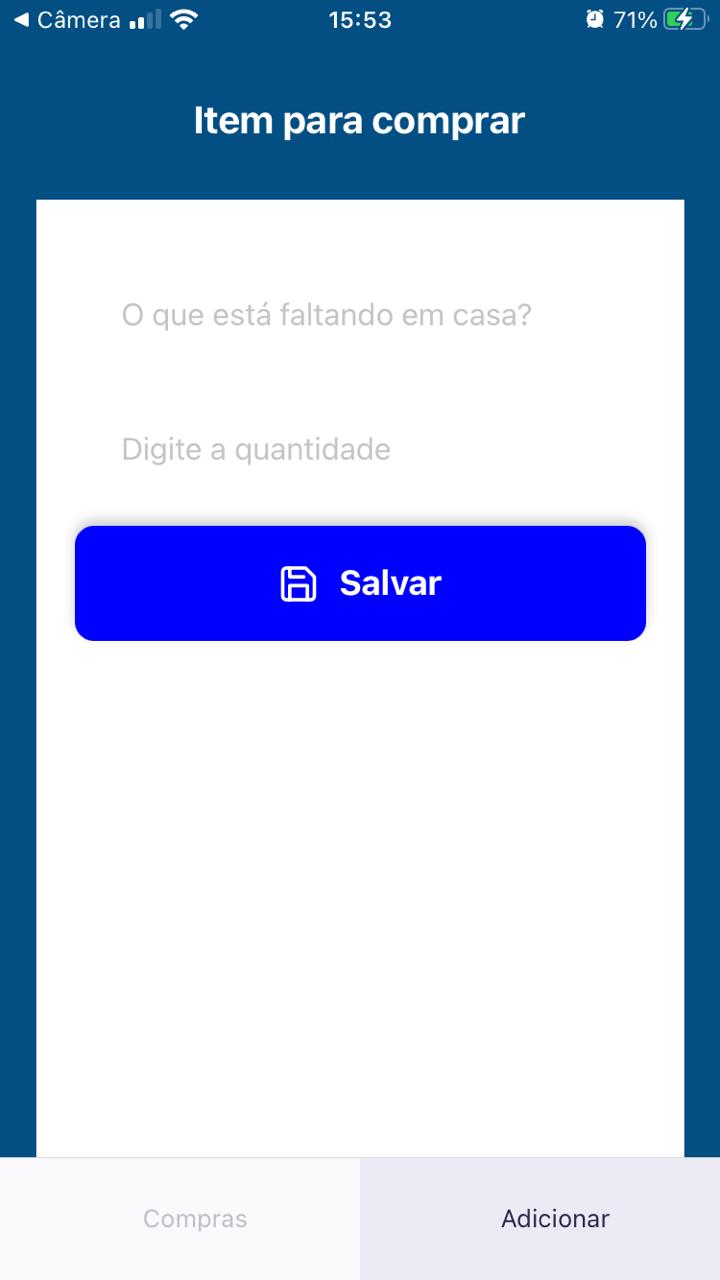 Câmera 15:53 71%
Item para comprar
O que está faltando em casa?
Digite a quantidade
Salvar
Compras Adicionar